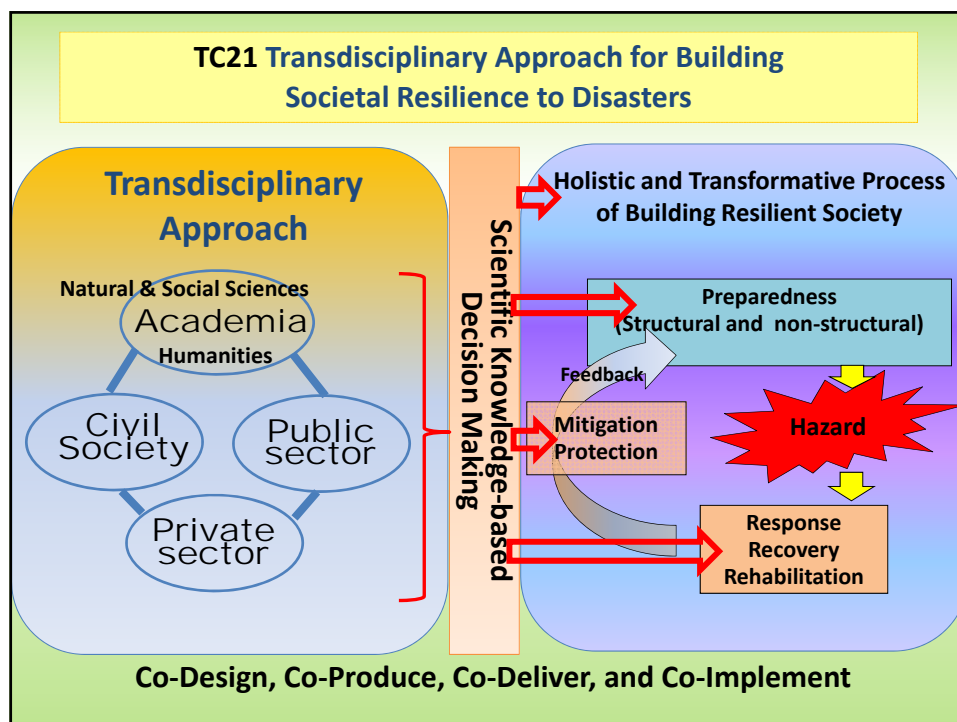 TC21 Transdisciplinary Approach for Building
Societal Resilience to Disasters
Transdisciplinary
Approach
Natural & Social Sciences
Academia
Humanities
Civil
Society
Public
sector
Private
sector
Scientific Knowledge-based
Decision Making
Holistic and Transformative Process
of Building Resilient Society
Preparedness
(Structural and non-structural)
Feedback
Mitigation
Protection
Hazard
Response
Recovery
Rehabilitation
Co-Design, Co-Produce, Co-Deliver, and Co-Implement